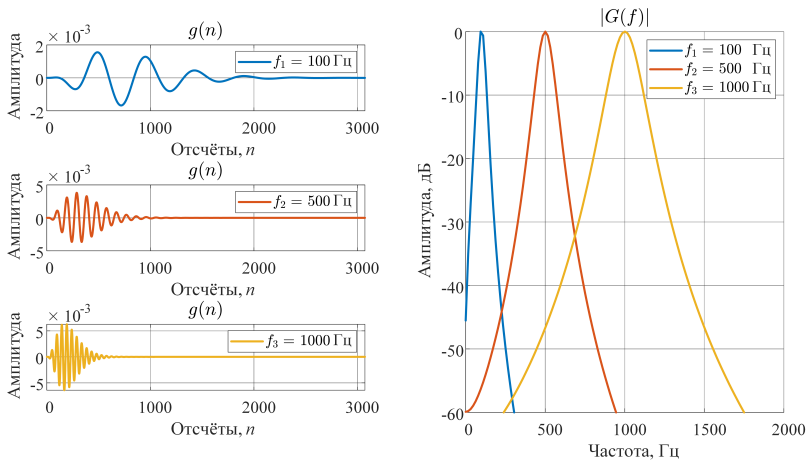 g(n)
× 10⁻³
2
0
-2
Амплитуда
f₁ = 100 Гц
0 1000 2000 3000
Отсчёты, n
g(n)
× 10⁻³
5
0
-5
Амплитуда
f₂ = 500 Гц
0 1000 2000 3000
Отсчёты, n
g(n)
× 10⁻³
5
0
-5
Амплитуда
f₃ = 1000 Гц
0 1000 2000 3000
Отсчёты, n
|G(f)|
0
-10
-20
-30
-40
-50
-60
Амплитуда, дБ
f₁ = 100 Гц
f₂ = 500 Гц
f₃ = 1000 Гц
0 500 1000 1500 2000
Частота, Гц